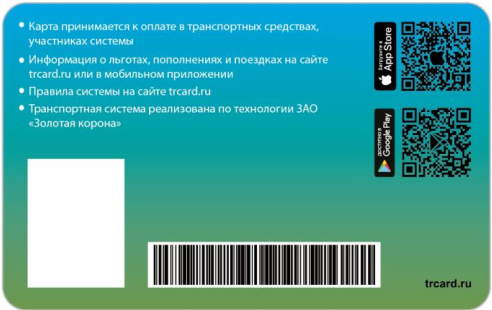 • Карта принимается к оплате в транспортных средствах,
участниках системы
• Информация о льготах, пополнениях и поездках на сайте
trcard.ru или в мобильном приложении
• Правила системы на сайте trcard.ru
• Транспортная система реализована по технологии ЗАО
«Золотая корона»
Загрузите в
App Store
ДОСТУПНО В
Google Play
trcard.ru